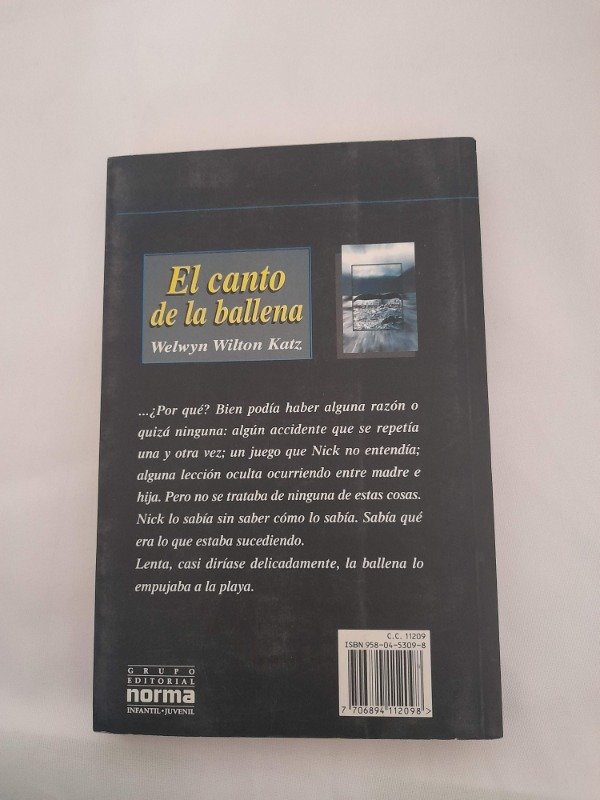 El canto
de la ballena
Welwyn Wilton Katz
...¿Por qué? Bien podía haber alguna razón o
quizá ninguna: algún accidente que se repetía
una y otra vez; un juego que Nick no entendía;
alguna lección oculta ocurriendo entre madre e
hija. Pero no se trataba de ninguna de estas cosas.
Nick lo sabía sin saber cómo lo sabía. Sabía qué
era lo que estaba sucediendo.
Lenta, casi diríase delicadamente, la ballena lo
empujaba a la playa.
C.C. 11209
ISBN 958-04-5309-8
7 706894 112098 >
GRUPO
EDITORIAL
norma
INFANTIL • JUVENIL